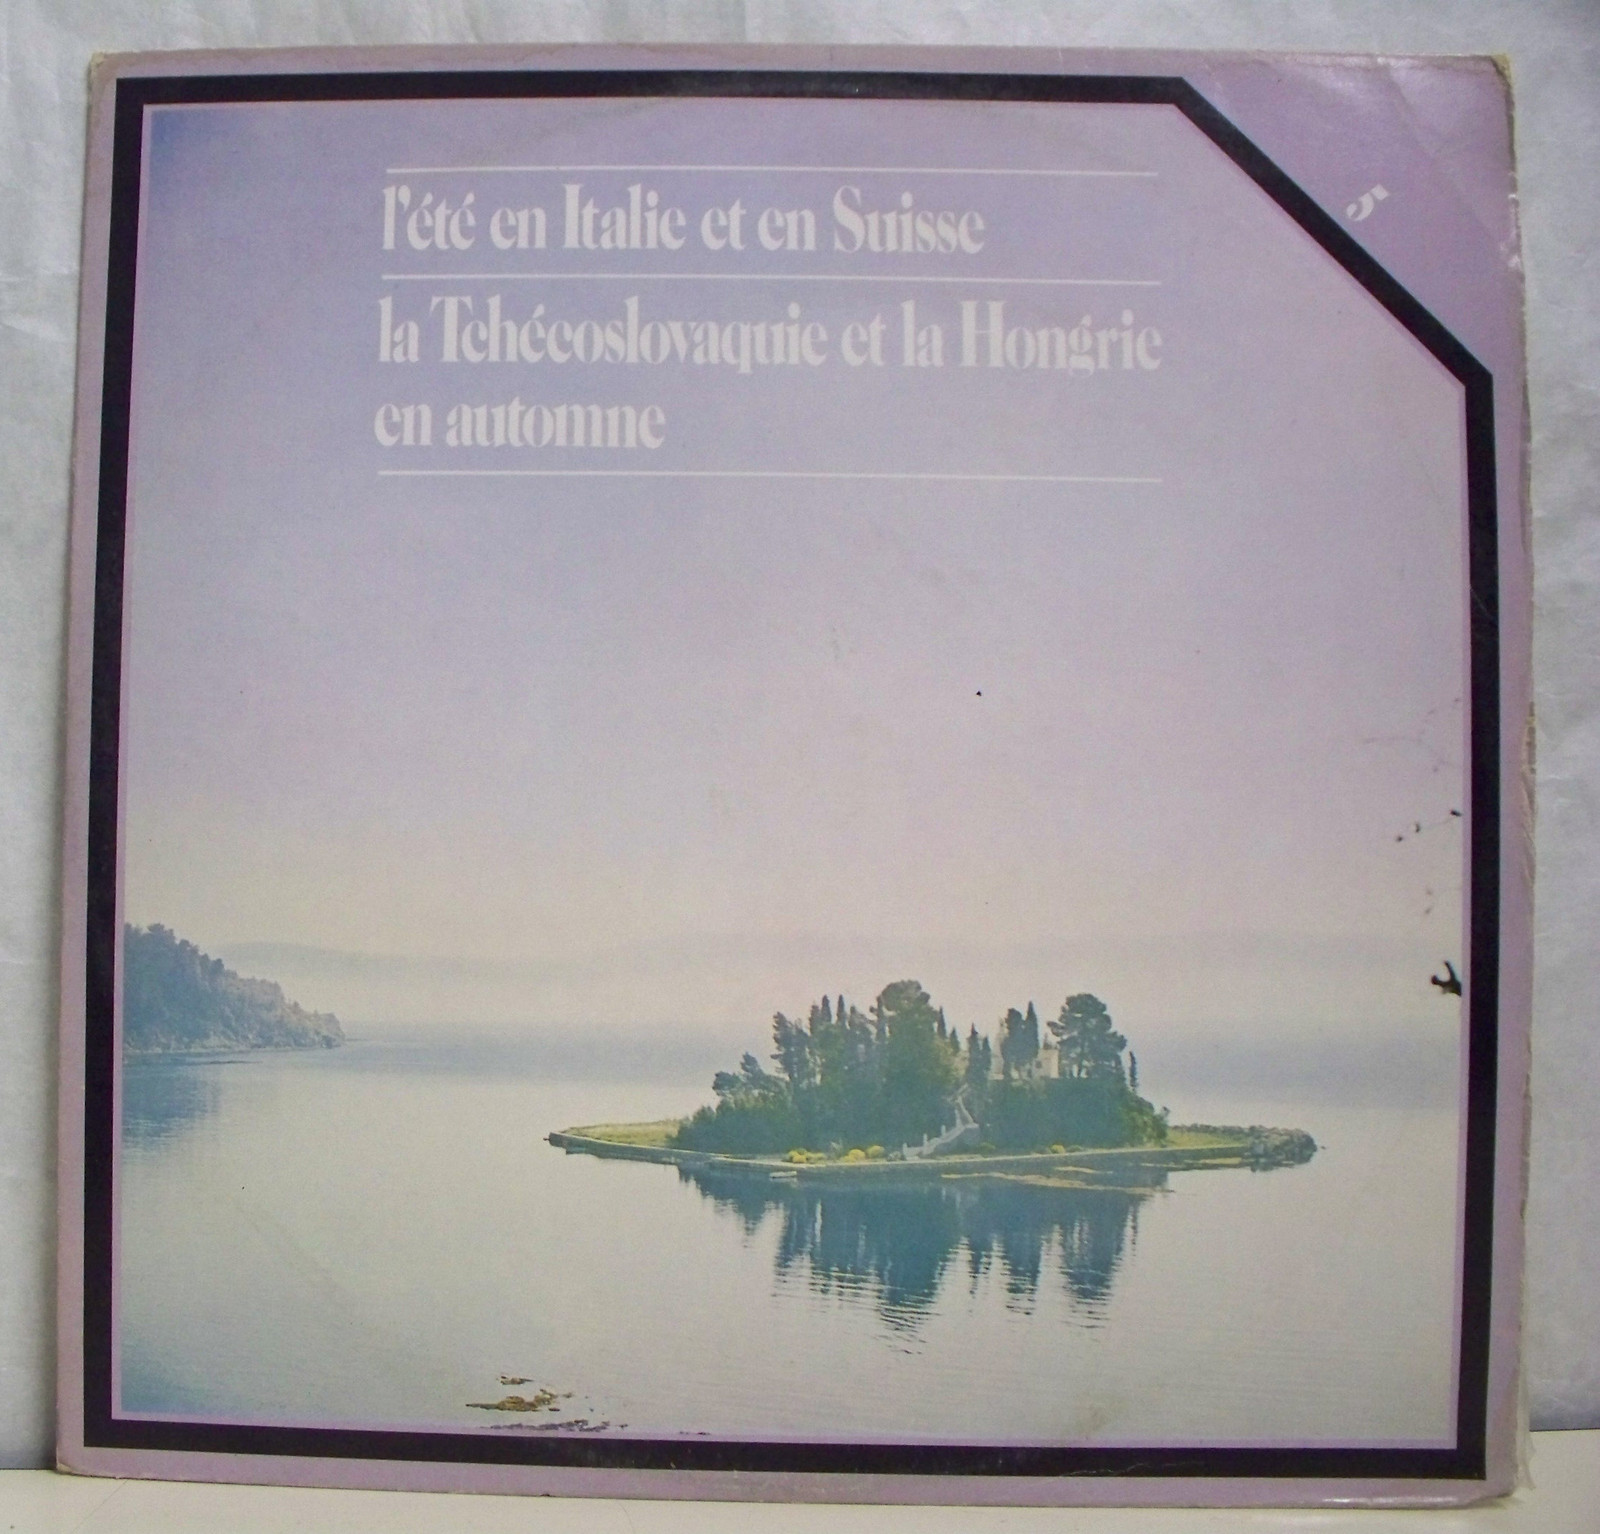 l'été en Italie et en Suisse
la Tchécoslovaquie et la Hongrie
en automne
5